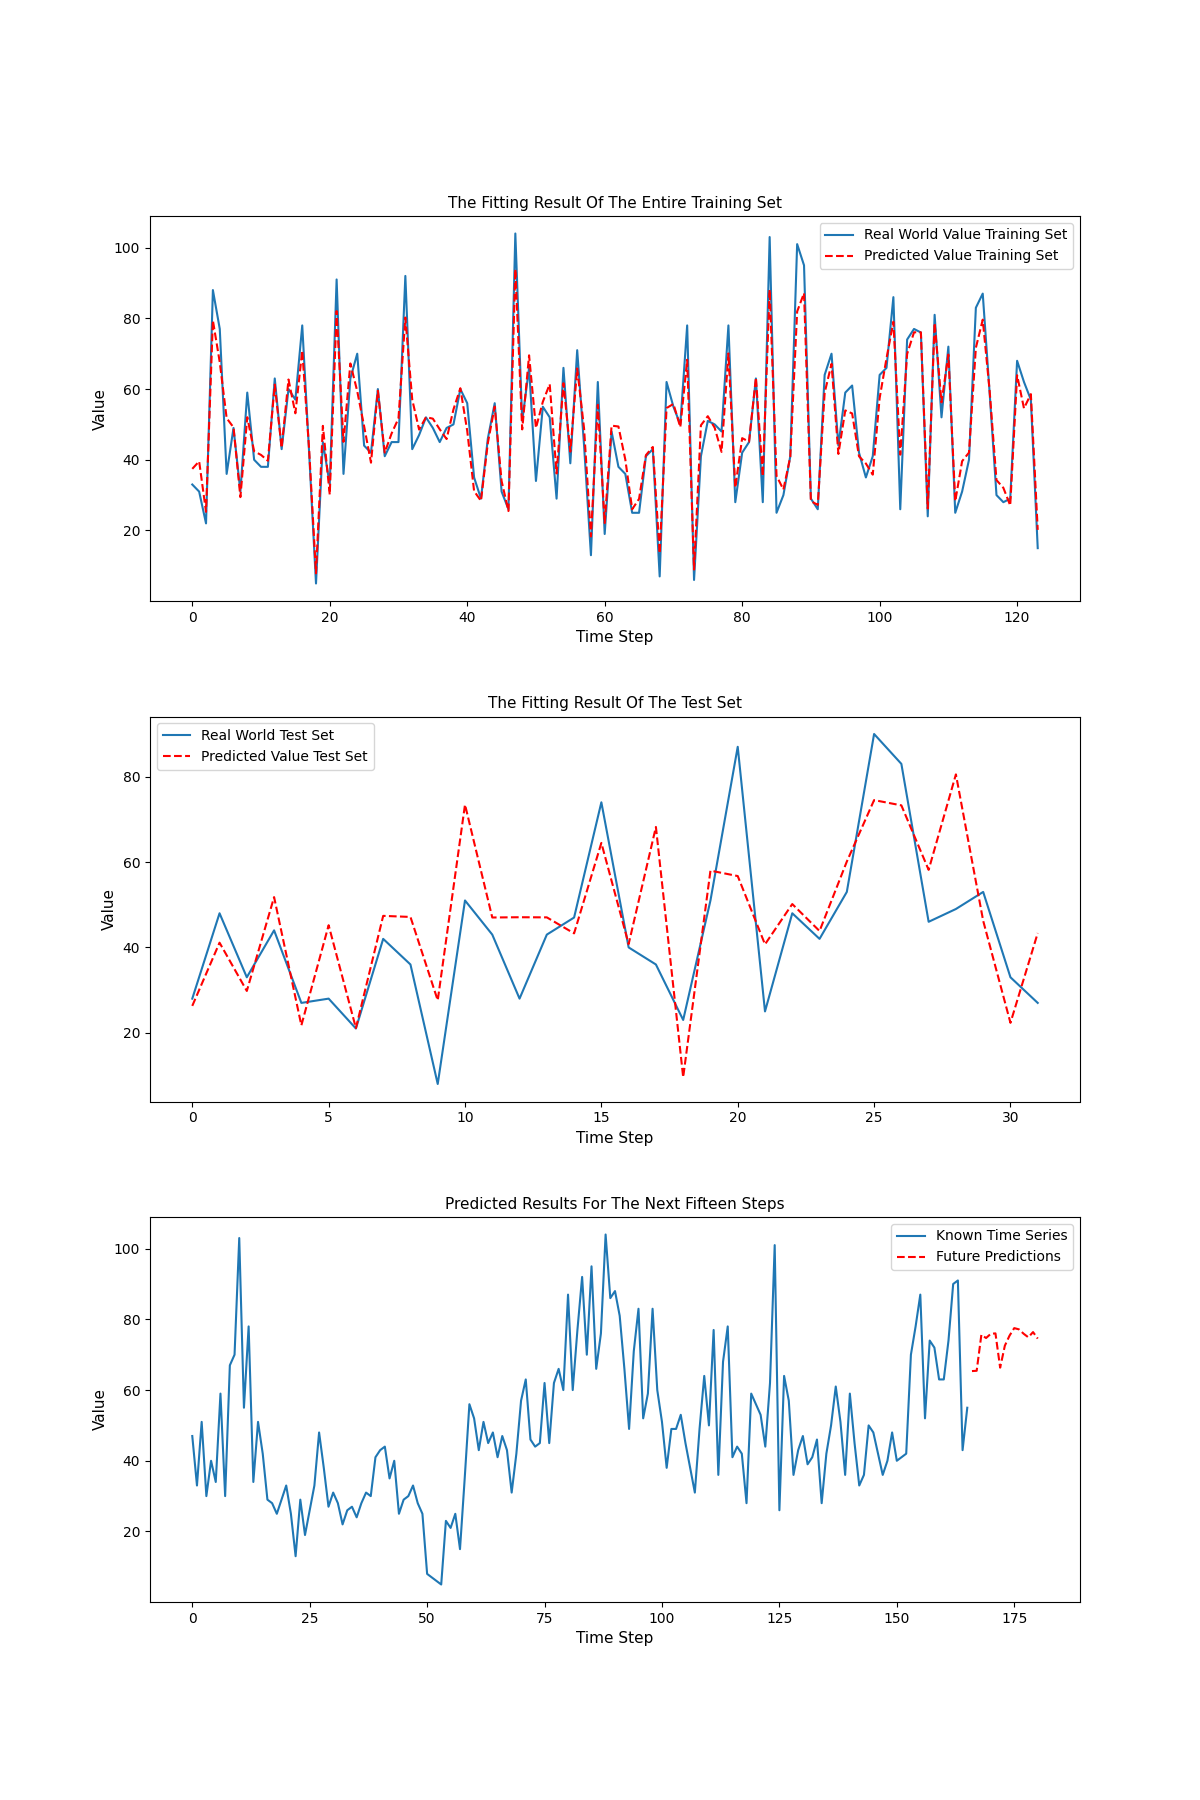 The Fitting Result Of The Entire Training Set
Real World Value Training Set
Predicted Value Training Set
Value
100
80
60
40
20
0 20 40 60 80 100 120
Time Step
The Fitting Result Of The Test Set
Real World Test Set
Predicted Value Test Set
Value
80
60
40
20
0 5 10 15 20 25 30
Time Step
Predicted Results For The Next Fifteen Steps
Known Time Series
Future Predictions
Value
100
80
60
40
20
0 25 50 75 100 125 150 175
Time Step